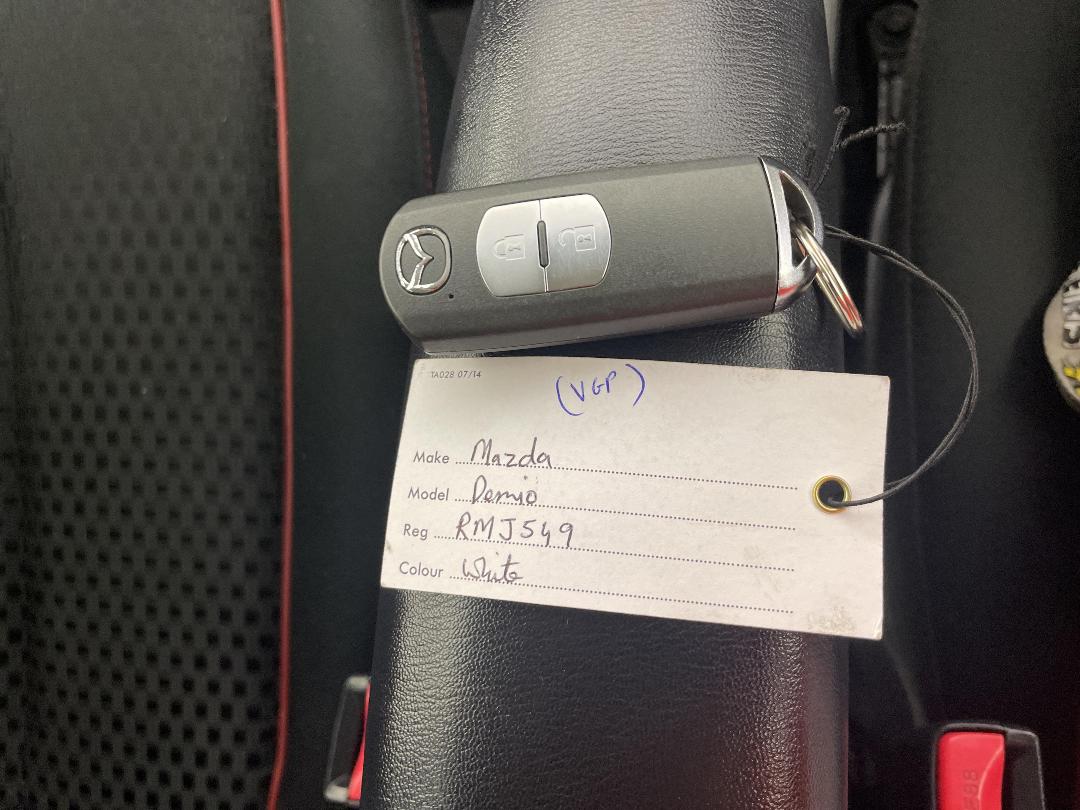 TA028 07/14
(VGP)
Make Mazda
Model Demio
Reg RMJ549
Colour White